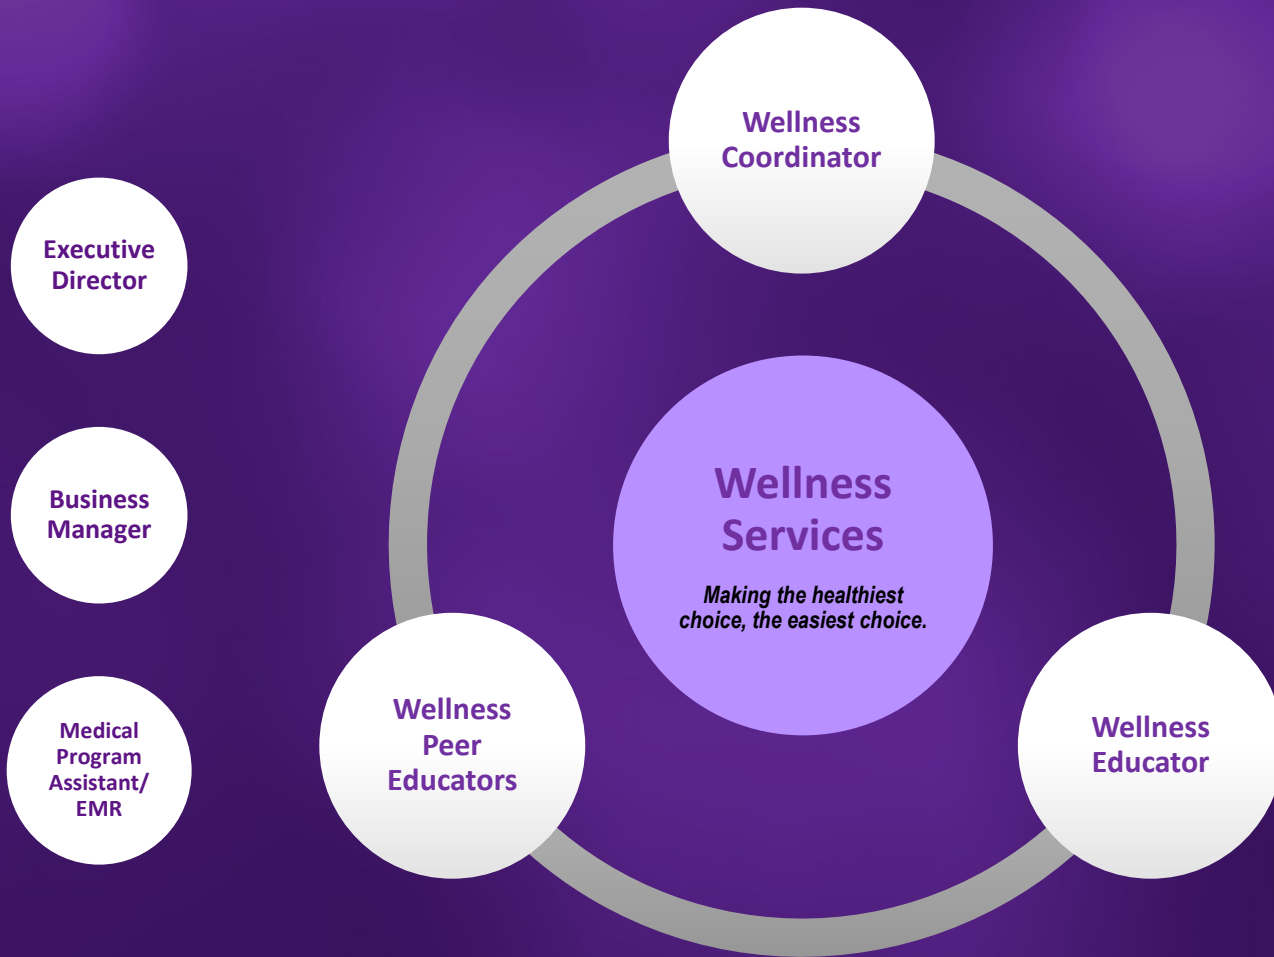 Wellness
Coordinator
Executive
Director
Business
Manager
Medical
Program
Assistant/
EMR
Wellness
Services
Making the healthiest
choice, the easiest choice.
Wellness
Peer
Educators
Wellness
Educator